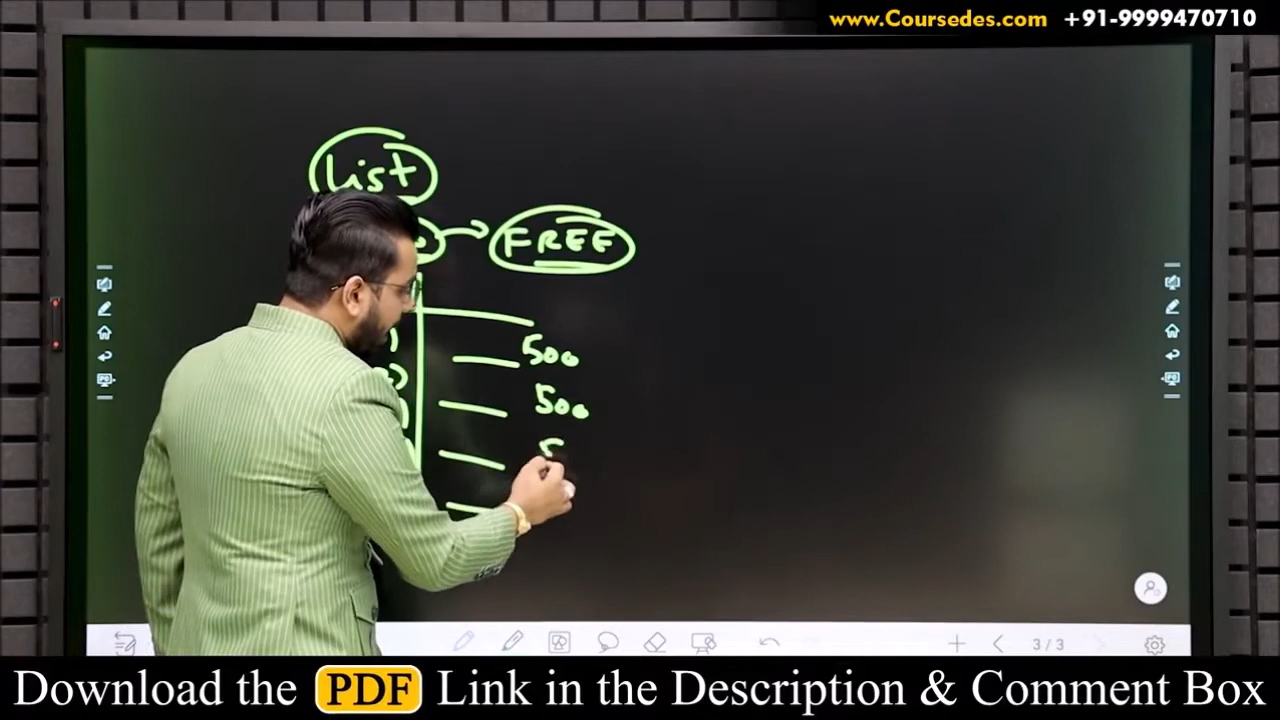 www.Coursedes.com +91-9999470710
List
FREE
500
500
3/3
Download the PDF Link in the Description & Comment Box